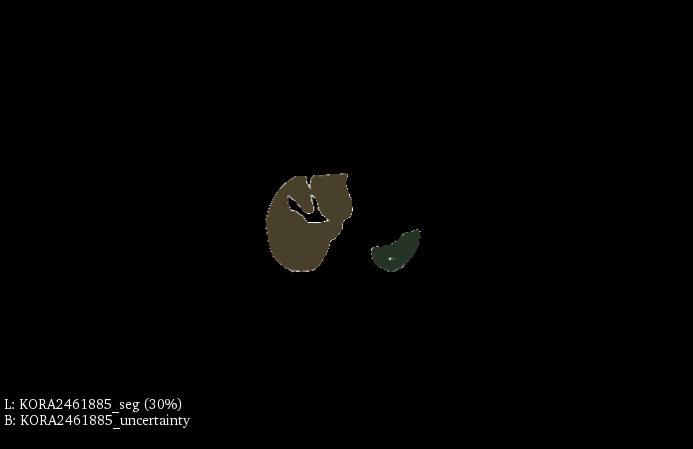 L: KORA2461885_seg (30%)
B: KORA2461885_uncertainty